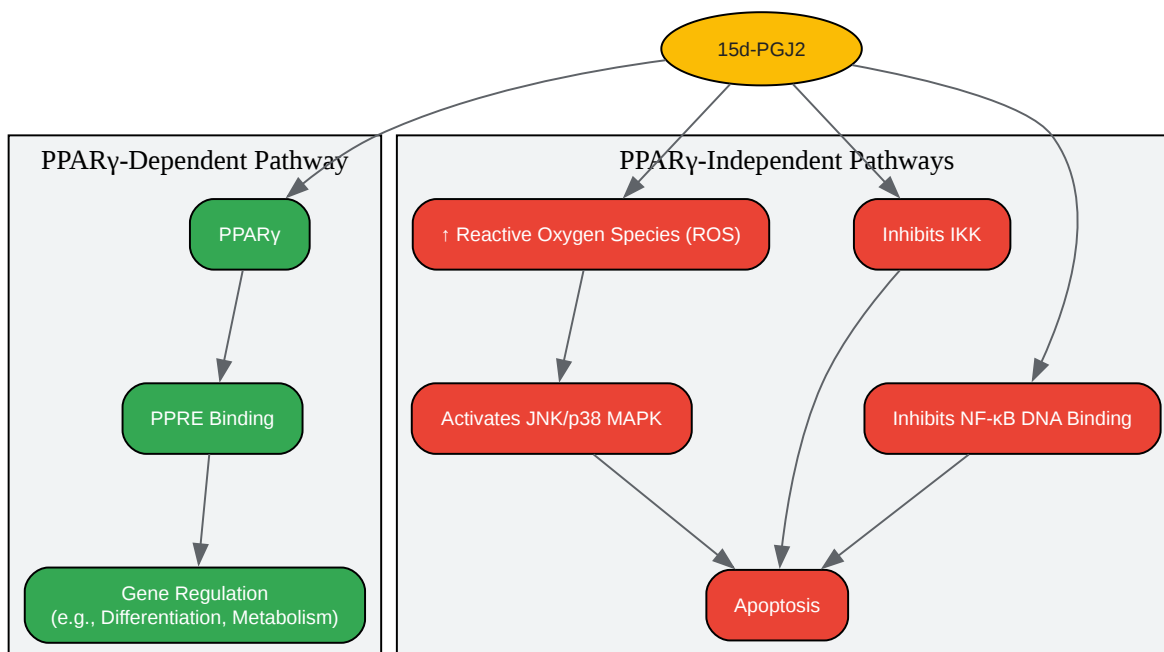 15d-PGJ2
PPARγ-Dependent Pathway
PPARγ-Independent Pathways
PPARγ
↑ Reactive Oxygen Species (ROS)
Inhibits IKK
PPRE Binding
Activates JNK/p38 MAPK
Inhibits NF-κB DNA Binding
Gene Regulation
(e.g., Differentiation, Metabolism)
Apoptosis